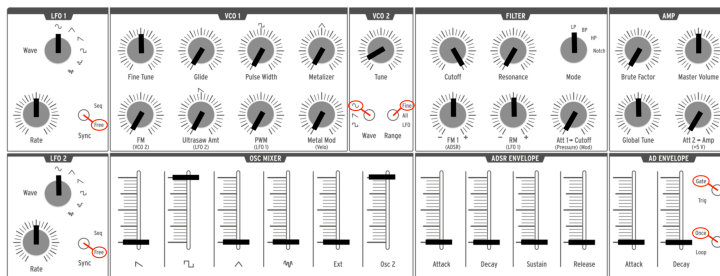 LFO 1
VCO 1
VCO 2
FILTER
AMP
Wave
Fine Tune
Glide
Pulse Width
Metalizer
Tune
Cutoff
Resonance
LP
BP
HP
Notch
Mode
Brute Factor
Master Volume
Rate
Seq
Free
Sync
FM
(VCO 2)
Ultrasaw Amt
(LFO 2)
PWM
(LFO 1)
Metal Mod
(Velo)
Wave
Fine
All
LFO
Range
− FM 1 +
(ADSR)
− RM +
(LFO 1)
Att 1→ Cutoff
(Pressure) (Mod)
Global Tune
Att 2→ Amp
(+5 V)
LFO 2
OSC MIXER
ADSR ENVELOPE
AD ENVELOPE
Wave
Rate
Seq
Free
Sync
Ext
Osc 2
Attack
Decay
Sustain
Release
Attack
Decay
Gate
Trig
Once
Loop